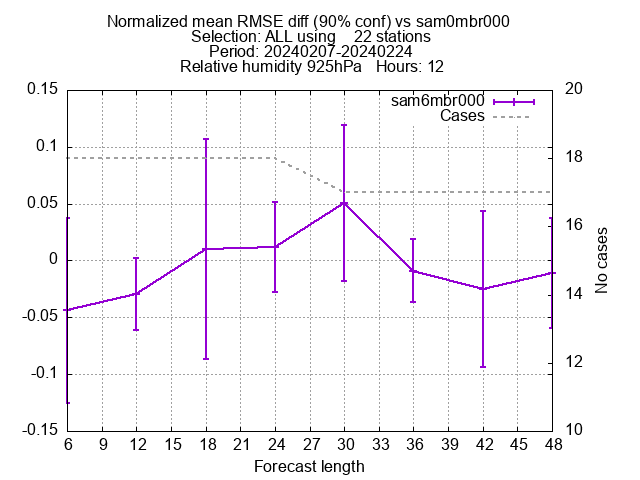 Normalized mean RMSE diff (90% conf) vs sam0mbr000
Selection: ALL using    22 stations
Period: 20240207-20240224
Relative humidity 925hPa   Hours: 12
sam6mbr000
Cases
0.15
0.1
0.05
0
-0.05
-0.1
-0.15
20
18
16
14
12
10
No cases
6 9 12 15 18 21 24 27 30 33 36 39 42 45 48
Forecast length